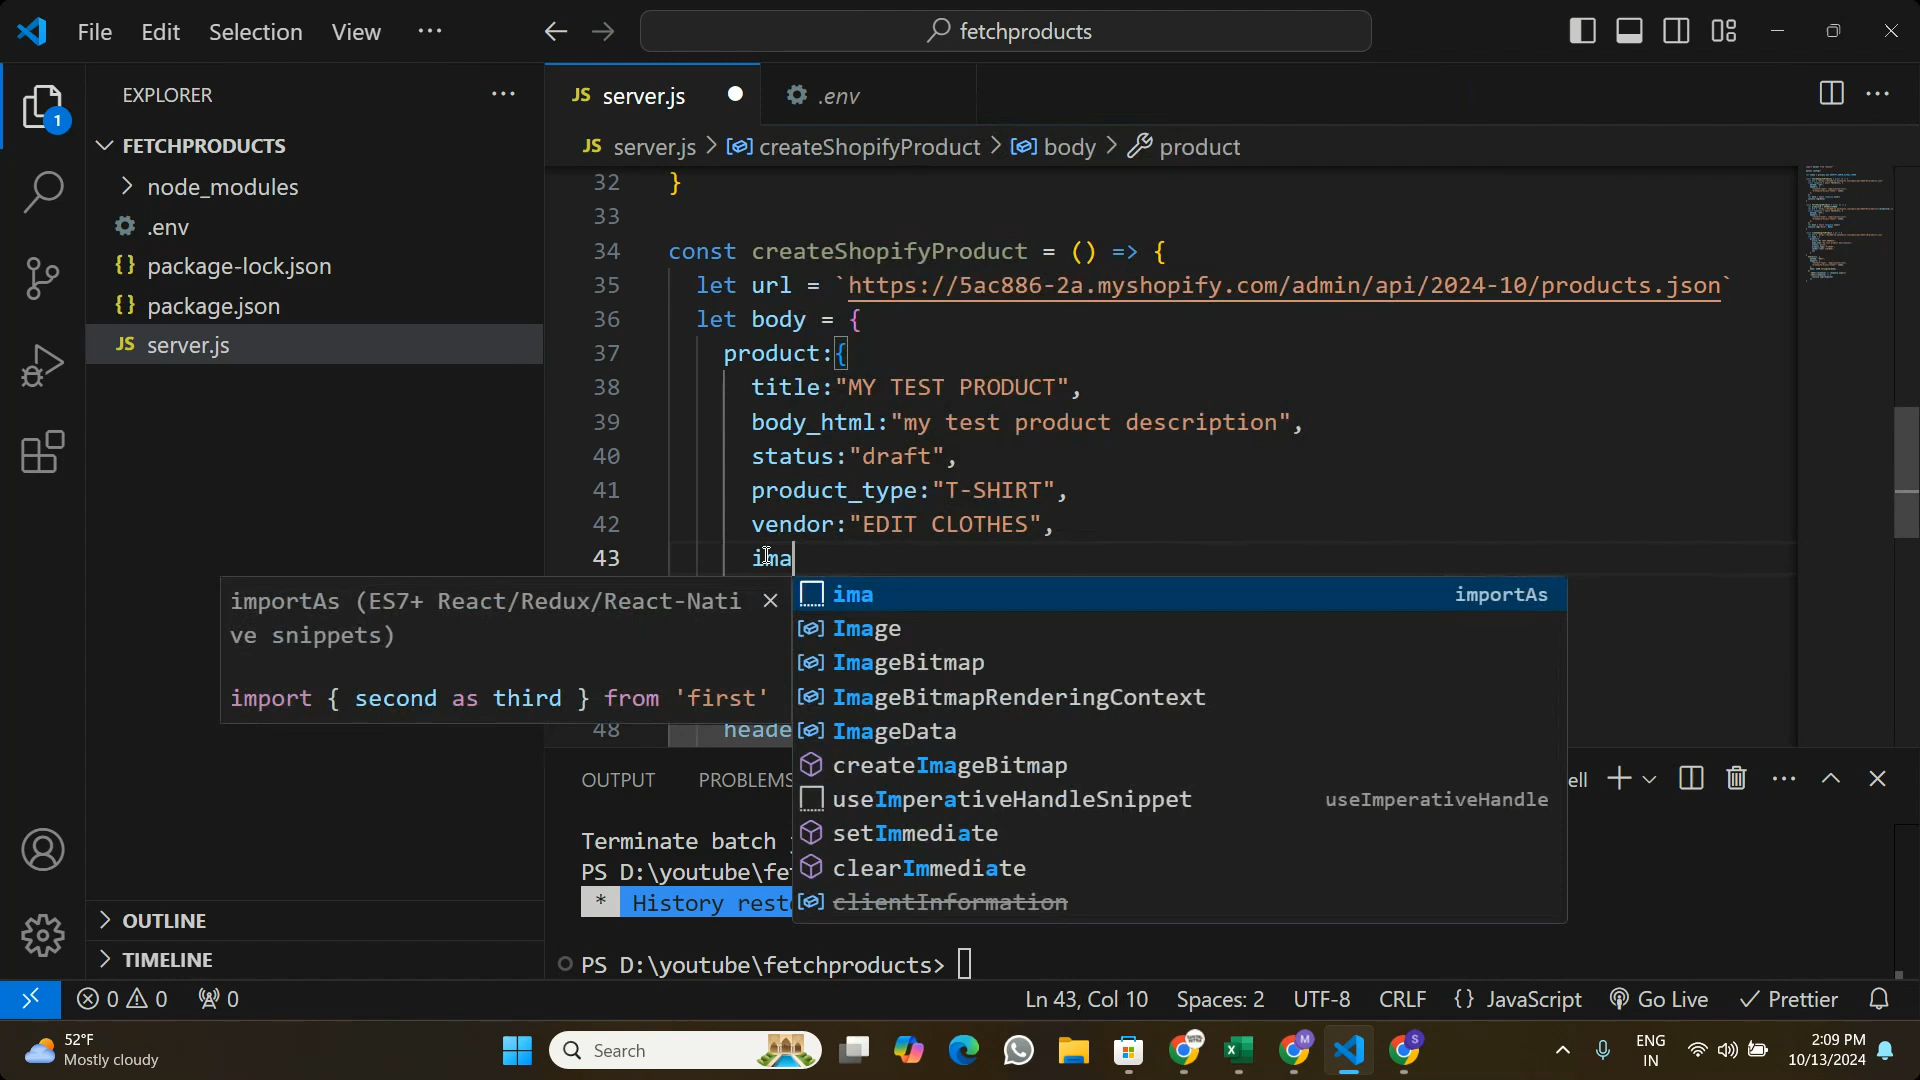 File Edit Selection View ...
fetchproducts
1
EXPLORER
FETCHPRODUCTS
node_modules
.env
{} package-lock.json
{} package.json
JS server.js
OUTLINE
TIMELINE
JS server.js
.env
JS server.js > createShopifyProduct > body > product
32 }
33
34 const createShopifyProduct = () => {
35 let url = `https://5ac886-2a.myshopify.com/admin/api/2024-10/products.json`
36 let body = {
37 product:{
38 title:"MY TEST PRODUCT",
39 body_html:"my test product description",
40 status:"draft",
41 product_type:"T-SHIRT",
42 vendor:"EDIT CLOTHES",
43 ima
48 heade
importAs (ES7+ React/Redux/React-Nati
ve snippets)
import { second as third } from 'first'
ima importAs
Image
ImageBitmap
ImageBitmapRenderingContext
ImageData
createImageBitmap
useImperativeHandleSnippet useImperativeHandle
setImmediate
clearImmediate
clientInformation
OUTPUT PROBLEMS ell
Terminate batch
PS D:\youtube\fe
* History rest
PS D:\youtube\fetchproducts>
0 0 0
Ln 43, Col 10 Spaces: 2 UTF-8 CRLF {} JavaScript Go Live Prettier
52°F
Mostly cloudy
Search
M
S
ENG
IN
2:09 PM
10/13/2024